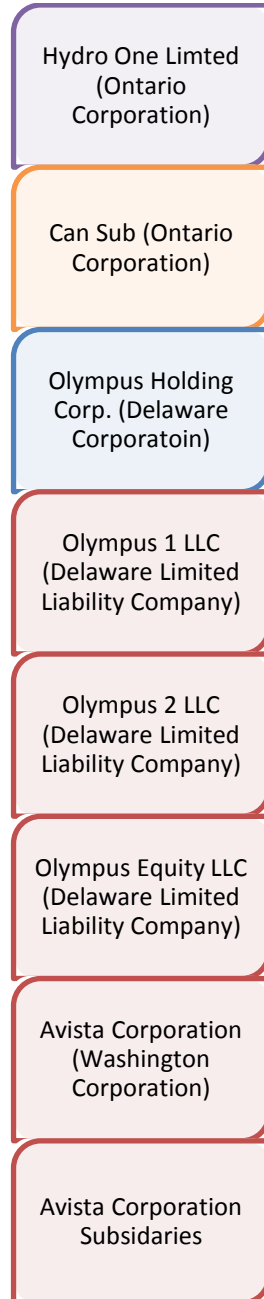 Hydro One Limted
(Ontario
Corporation)
Can Sub (Ontario
Corporation)
Olympus Holding
Corp. (Delaware
Corporatoin)
Olympus 1 LLC
(Delaware Limited
Liability Company)
Olympus 2 LLC
(Delaware Limited
Liability Company)
Olympus Equity LLC
(Delaware Limited
Liability Company)
Avista Corporation
(Washington
Corporation)
Avista Corporation
Subsidaries